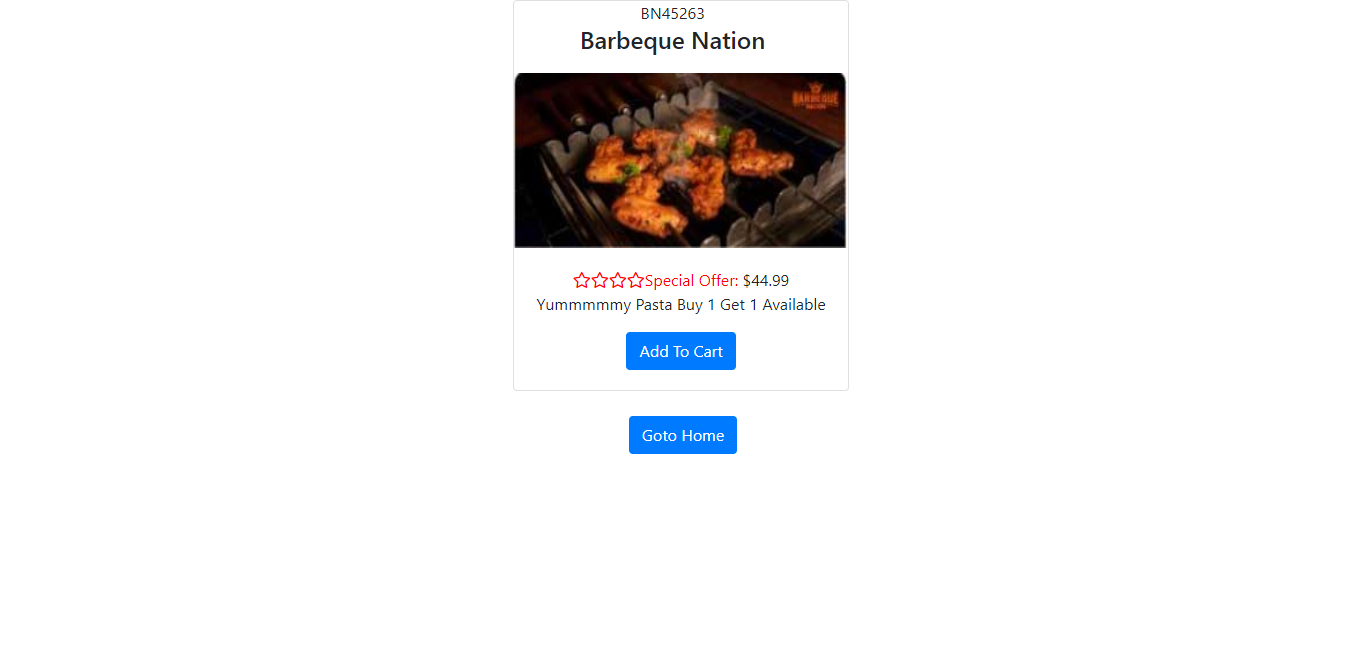 BN45263
Barbeque Nation
BARBEQUE
NATION
Special Offer: $44.99
Yummmmmy Pasta Buy 1 Get 1 Available
Add To Cart
Goto Home